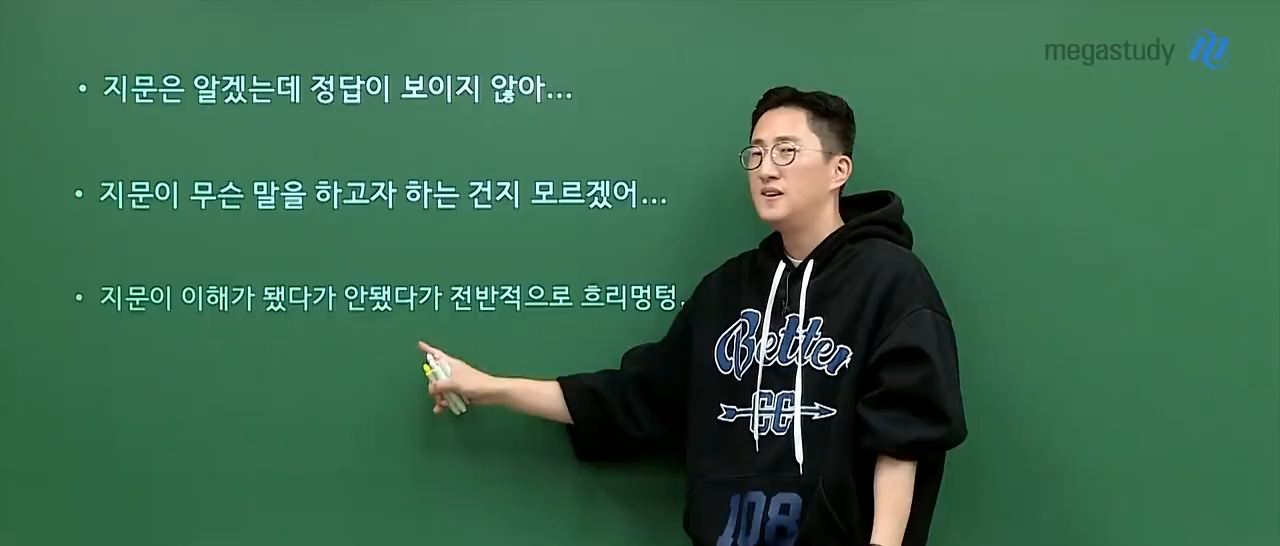 megastudy
• 지문은 알겠는데 정답이 보이지 않아...
• 지문이 무슨 말을 하고자 하는 건지 모르겠어...
• 지문이 이해가 됐다가 안됐다가 전반적으로 흐리멍텅.
Better
CC
108